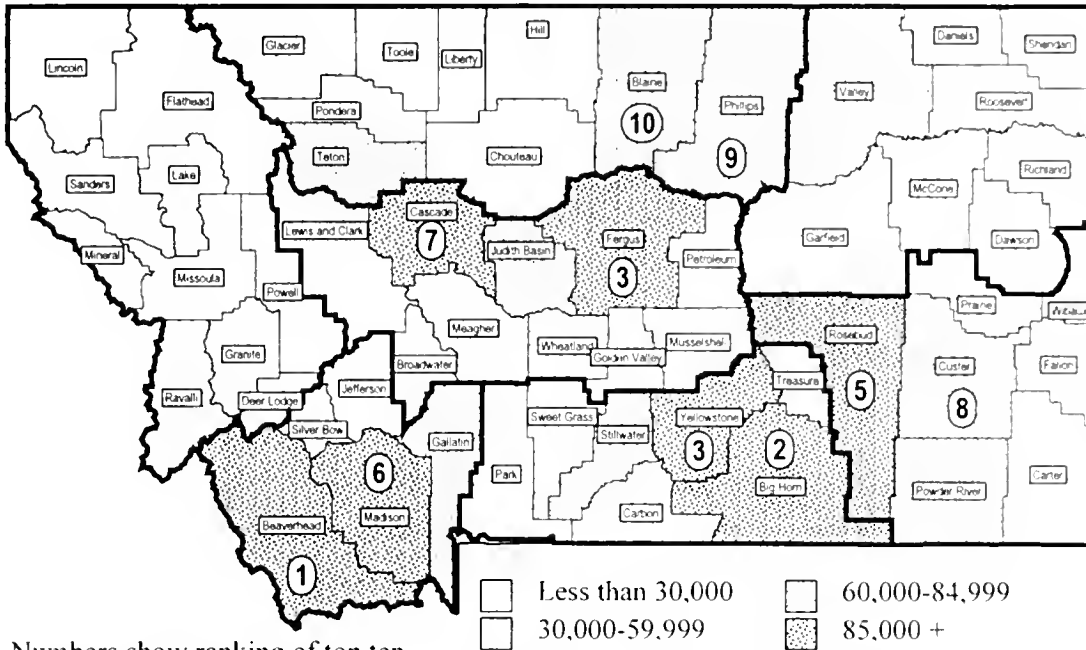 Lincoln
Flathead
Glacier
Toole
Liberty
Hill
Blaine
10
Phillips
9
Valley
Daniels
Sheridan
Roosevelt
Pondera
Teton
Chouteau
Sanders
Lake
Mineral
Missoula
Powell
Lewis and Clark
Cascade
7
Judith Basin
Fergus
3
Petroleum
Garfield
McCone
Richland
Dawson
Prairie
Wibaux
Granite
Ravalli
Deer Lodge
Silver Bow
Jefferson
Broadwater
Meagher
Wheatland
Golden Valley
Musselshel
Treasure
Rosebud
5
Custer
8
Fallon
Gallatin
Park
Sweet Grass
Stillwater
Yellowstone
3
2
Big Horn
Carbon
Powder River
Carter
6
Madison
Beaverhead
1
Less than 30,000
30,000-59,999
60,000-84,999
85,000 +
Numbers show ranking of top ten